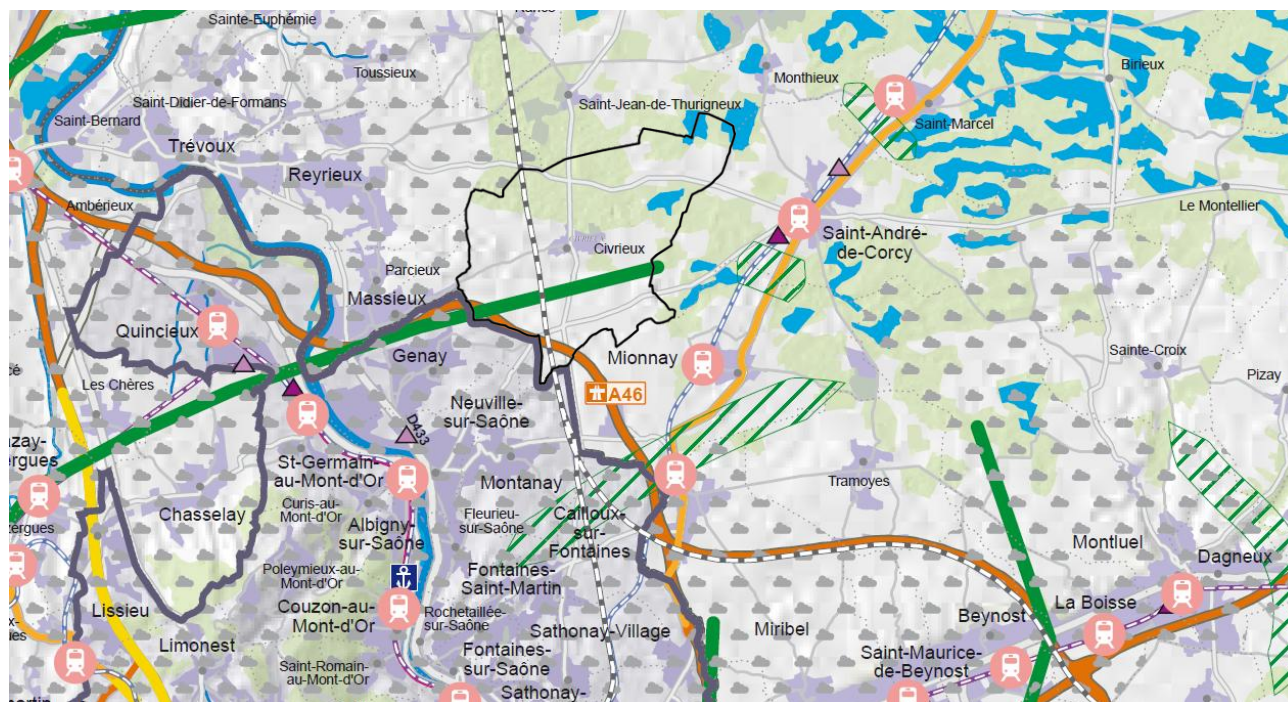 Sainte-Euphémie
Toussieux
Monthieux
Birieux
Saint-Didier-de-Formans
Saint-Jean-de-Thurigneux
Saint-Bernard
Saint-Marcel
Trévoux
Reyrieux
Ambérieux
Le Montellier
Saint-André-
de-Corcy
Civrieux
Parcieux
Massieux
Quincieux
Genay
Mionnay
Sainte-Croix
Pizay
Les Chères
A46
Neuville-
sur-Saône
D433
St-Germain-
au-Mont-d'Or
Montanay
Tramoyes
Chasselay
Curis-au-
Mont-d'Or
Fleurieu-
sur-Saône
Cailloux-
sur-
Fontaines
Albigny-
sur-Saône
Montluel
Dagneux
Poleymieux-au-
Mont-d'Or
Fontaines-
Saint-Martin
Lissieu
Couzon-au-
Mont-d'Or
Rochetaillée-
sur-Saône
Sathonay-Village
Miribel
Beynost
La Boisse
Limonest
Saint-Romain-
au-Mont-d'Or
Fontaines-
sur-Saône
Saint-Maurice-
de-Beynost
Sathonay-